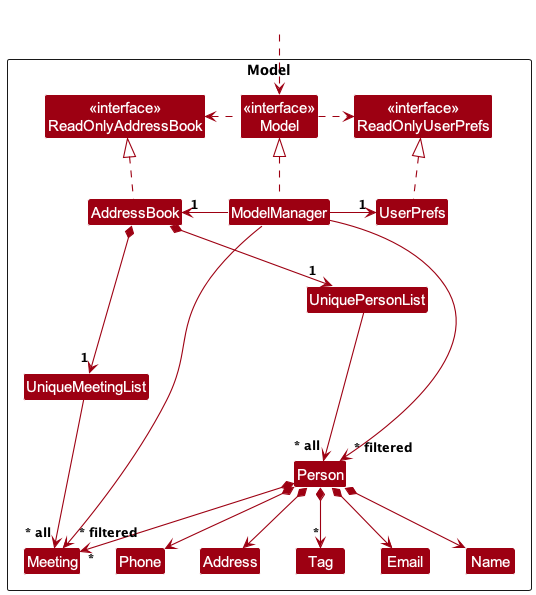 Model
«interface»
ReadOnlyAddressBook
«interface»
Model
«interface»
ReadOnlyUserPrefs
AddressBook
1
ModelManager
1
UserPrefs
1
UniquePersonList
1
UniqueMeetingList
* all
* filtered
Person
* all
* filtered
*
*
Meeting
Phone
Address
Tag
Email
Name